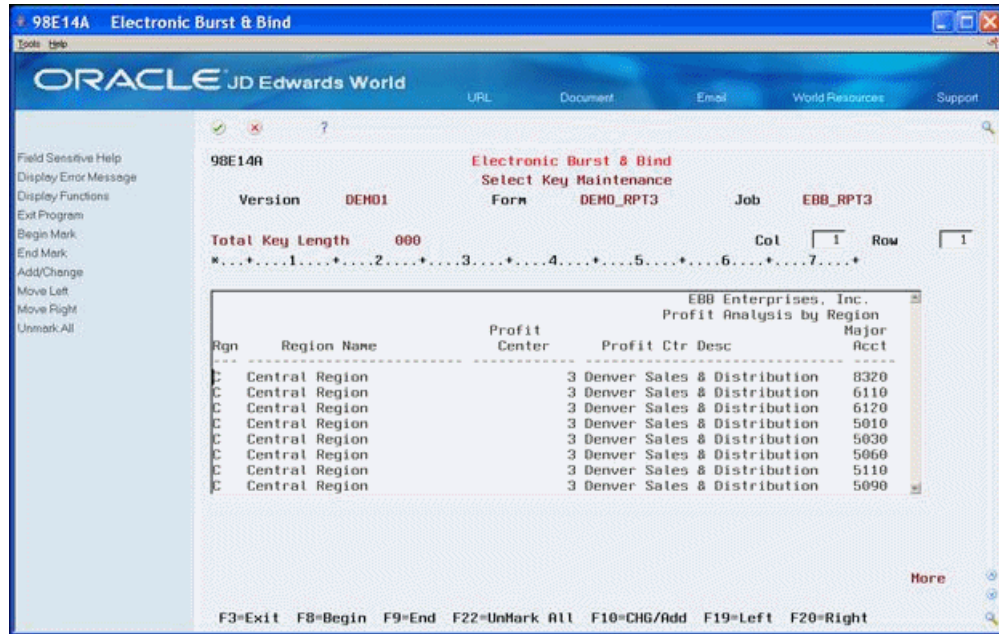 98E14A Electronic Burst & Bind
Tools Help
ORACLE JD Edwards World
URL Document Email World Resources Support
?
Field Sensitive Help
Display Error Message
Display Functions
Exit Program
Begin Mark
End Mark
Add/Change
Move Left
Move Right
Unmark All
98E14A Electronic Burst & Bind
Select Key Maintenance
Version DEMO1 Form DEMO_RPT3 Job EBB_RPT3
Total Key Length 000 Col 1 Row 1
*...+....1....+....2....+....3....+....4....+....5....+....6....+....7....+
EBB Enterprises, Inc.
Profit Analysis by Region
Profit Major
Rgn Region Name Center Profit Ctr Desc Acct
C Central Region 3 Denver Sales & Distribution 8320
C Central Region 3 Denver Sales & Distribution 6110
C Central Region 3 Denver Sales & Distribution 6120
C Central Region 3 Denver Sales & Distribution 5010
C Central Region 3 Denver Sales & Distribution 5030
C Central Region 3 Denver Sales & Distribution 5060
C Central Region 3 Denver Sales & Distribution 5110
C Central Region 3 Denver Sales & Distribution 5090
More
F3=Exit F8=Begin F9=End F22=UnMark All F10=CHG/Add F19=Left F20=Right